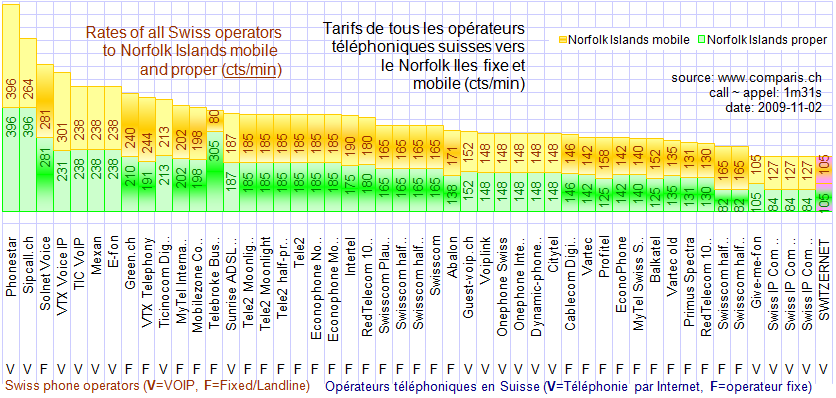 Rates of all Swiss operators
to Norfolk Islands mobile
and proper (cts/min)
Tarifs de tous les opérateurs
téléphoniques suisses vers
le Norfolk Iles fixe et
mobile (cts/min)
Norfolk Islands mobile
Norfolk Islands proper
source: www.comparis.ch
call ~ appel: 1m31s
date: 2009-11-02
396 264 281 301 238 238 238 240 244 213 202 198 80 187 185 185 185 185 185 185 190 180 165 165 165 165 171 152 148 148 148 148 148 146 142 158 142 140 152 135 131 130 165 165 105 127 127 127 105
396 396 281 231 238 238 238 210 191 213 202 198 305 187 185 185 185 185 185 185 175 180 165 165 165 165 138 152 148 148 148 148 148 146 142 125 142 140 125 135 131 130 82 82 105 84 84 84 105
Phonestar
Sipcall.ch
Solnet Voice
VTX Voice IP
TIC VoIP
Mexan
E-fon
Green.ch
VTX Telephony
Ticinocom Dig..
MyTel Interna..
Mobilezone Co..
Telebroke Bus..
Sunrise ADSL ..
Tele2 Moonlig..
Tele2 Moonlight
Tele2 half-pr..
Tele2
Econophone No..
Econophone Mo..
Intertel
RedTelecom 10..
Swisscom Plau..
Swisscom half..
Swisscom half..
Swisscom
Abalon
Guest-voip.ch
Voiplink
Onephone Swiss
Onephone Inte..
Dynamic-phone..
Citytel
Cablecom Digi..
Vartec
Profitel
EconoPhone
MyTel Swiss S..
Balkatel
Vartec old
Primus Spectra
RedTelecom 10..
Swisscom half..
Swisscom half..
Give-me-fon
Swiss IP Com ..
Swiss IP Com ..
Swiss IP Com ..
SWITZERNET
V V F V V V V F F V F F F V F F F F F F F F F F F F F V V V V V V F F F F F F F F F F F V V V V V
Swiss phone operators (V=VOIP, F=Fixed/Landline)
Opérateurs téléphoniques en Suisse (V=Téléphonie par Internet, F=operateur fixe)